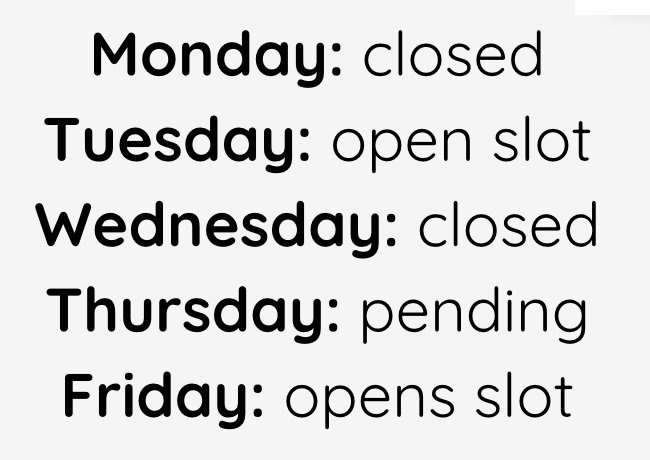 Monday: closed
Tuesday: open slot
Wednesday: closed
Thursday: pending
Friday: opens slot